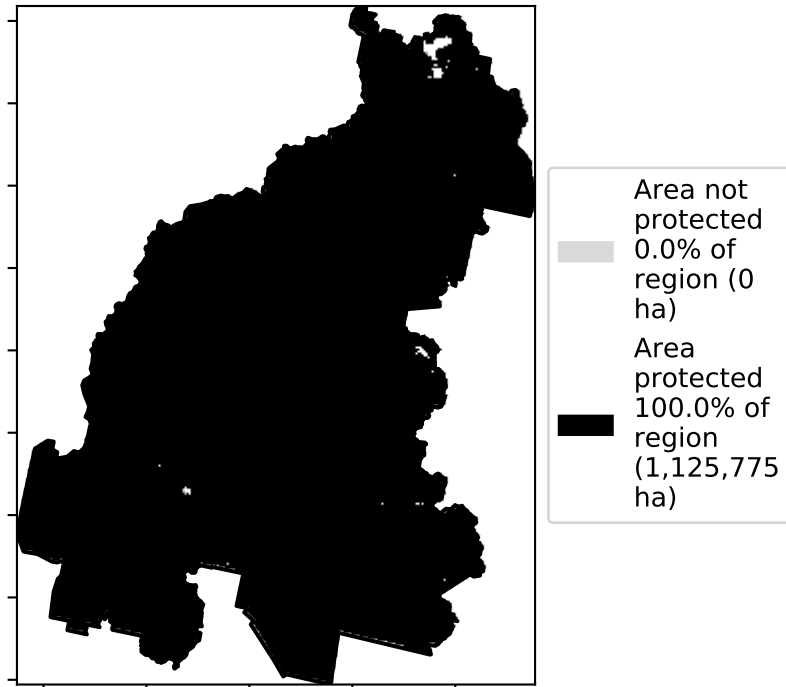 Area not
protected
0.0% of
region (0
ha)
Area
protected
100.0% of
region
(1,125,775
ha)